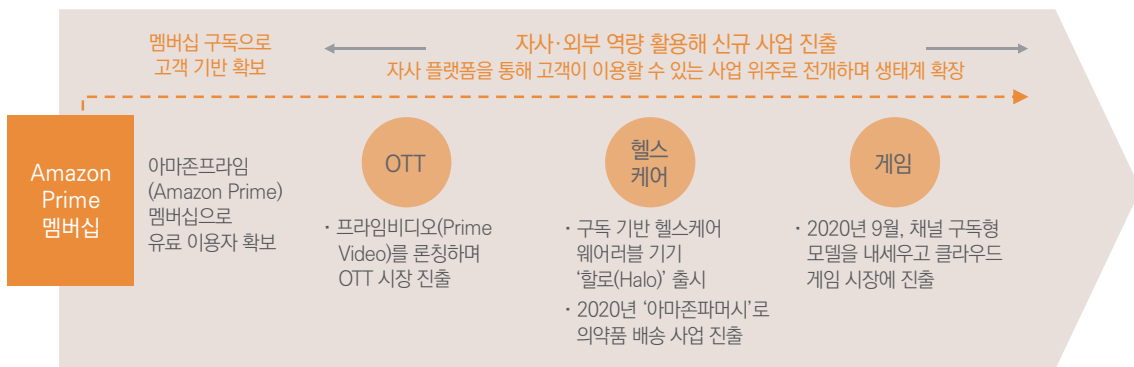 멤버십 구독으로
고객 기반 확보
자사·외부 역량 활용해 신규 사업 진출
자사 플랫폼을 통해 고객이 이용할 수 있는 사업 위주로 전개하며 생태계 확장
Amazon
Prime
멤버십
아마존프라임
(Amazon Prime)
멤버십으로
유료 이용자 확보
OTT
· 프라임비디오(Prime
Video)를 론칭하며
OTT 시장 진출
헬스
케어
· 구독 기반 헬스케어
웨어러블 기기
‘할로(Halo)’ 출시
· 2020년 ‘아마존파머시’로
의약품 배송 사업 진출
게임
· 2020년 9월, 채널 구독형
모델을 내세우고 클라우드
게임 시장에 진출